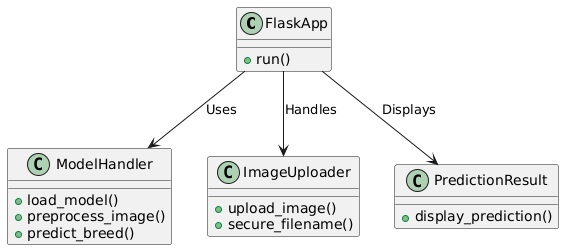 C FlaskApp
run()
Uses
Handles
Displays
C ModelHandler
load_model()
preprocess_image()
predict_breed()
C ImageUploader
upload_image()
secure_filename()
C PredictionResult
display_prediction()